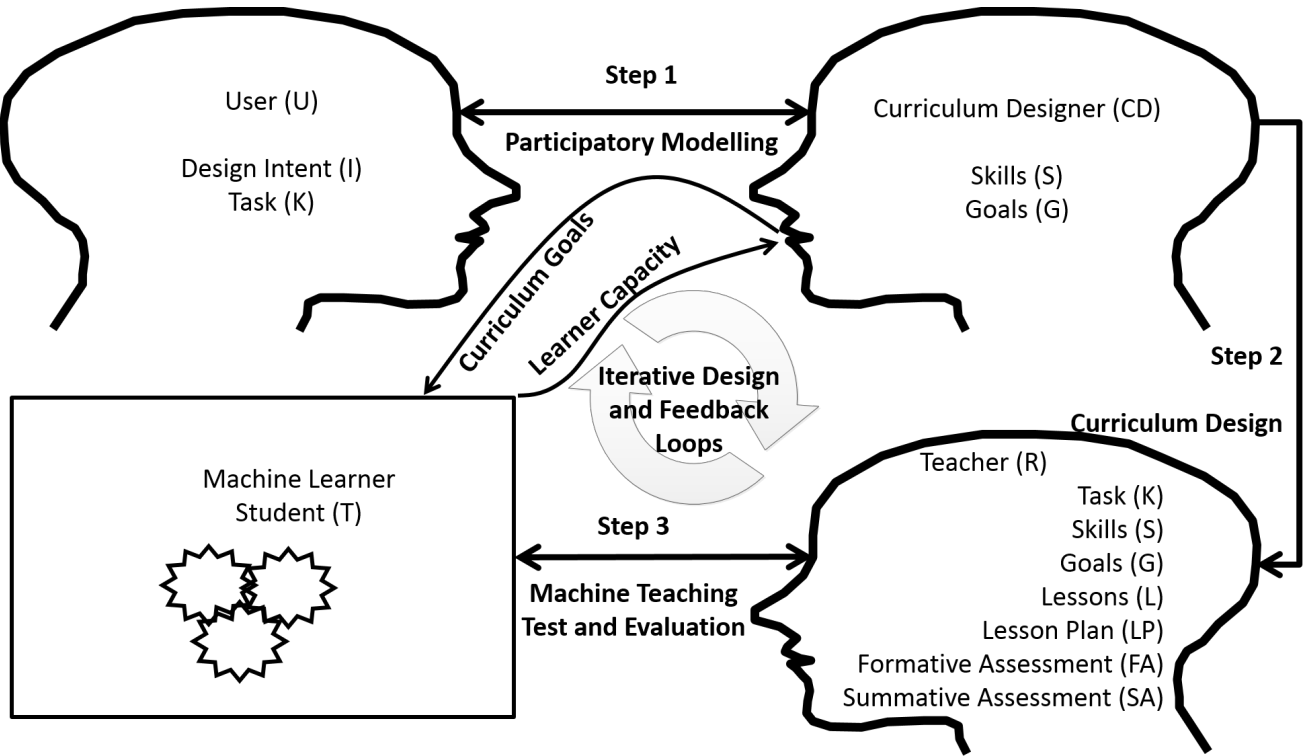 User (U)
Design Intent (I)
Task (K)
Step 1
Participatory Modelling
Curriculum Designer (CD)
Skills (S)
Goals (G)
Curriculum Goals
Learner Capacity
Iterative Design
and Feedback
Loops
Step 2
Curriculum Design
Machine Learner
Student (T)
Step 3
Machine Teaching
Test and Evaluation
Teacher (R)
Task (K)
Skills (S)
Goals (G)
Lessons (L)
Lesson Plan (LP)
Formative Assessment (FA)
Summative Assessment (SA)